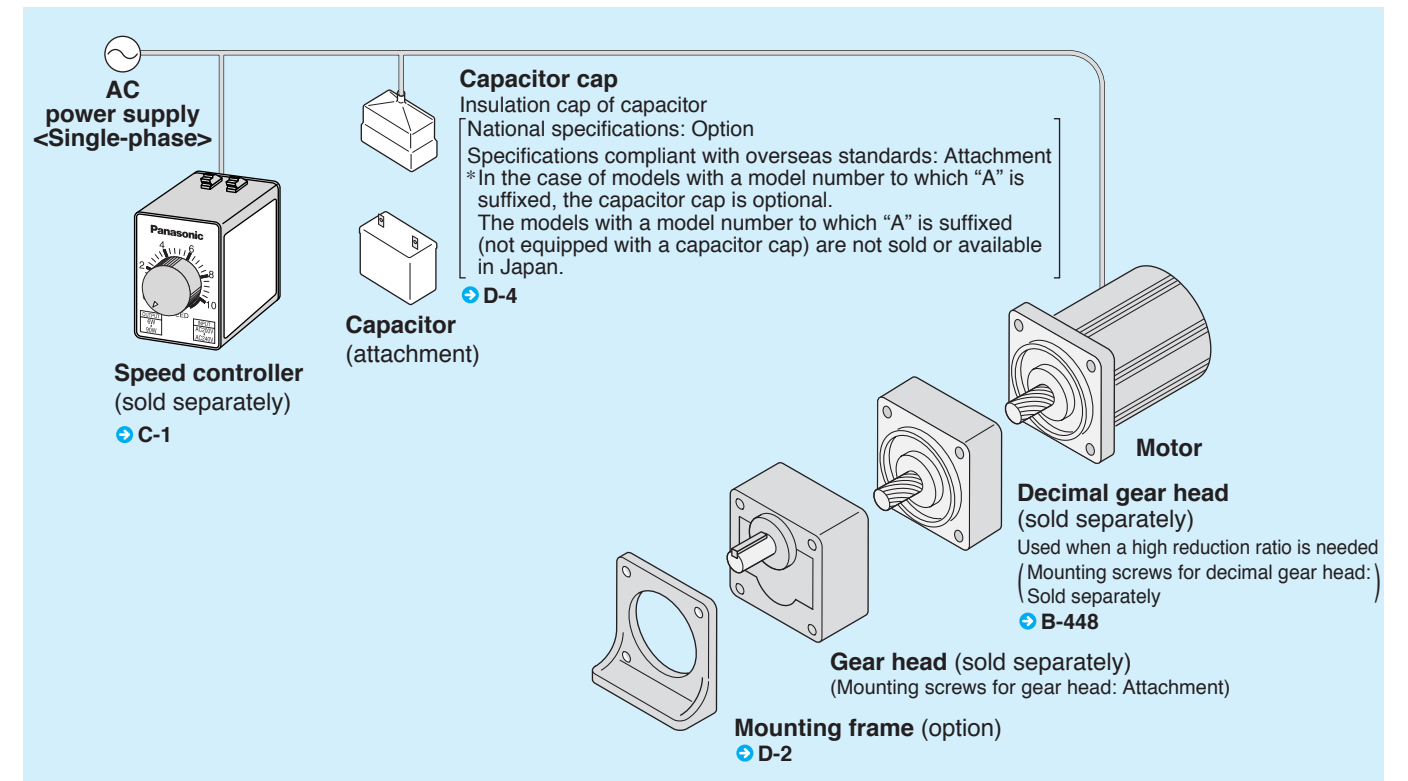 AC
power supply
<Single-phase>
Capacitor cap
Insulation cap of capacitor
National specifications: Option
Specifications compliant with overseas standards: Attachment
*In the case of models with a model number to which “A” is
suffixed, the capacitor cap is optional.
The models with a model number to which “A” is suffixed
(not equipped with a capacitor cap) are not sold or available
in Japan.
D-4
Panasonic
2 4 6 8 10
INPUT
AC200V
AC240V
90W
Capacitor
(attachment)
Speed controller
(sold separately)
C-1
Motor
Decimal gear head
(sold separately)
Used when a high reduction ratio is needed
(Mounting screws for decimal gear head:
Sold separately)
B-448
Gear head (sold separately)
(Mounting screws for gear head: Attachment)
Mounting frame (option)
D-2